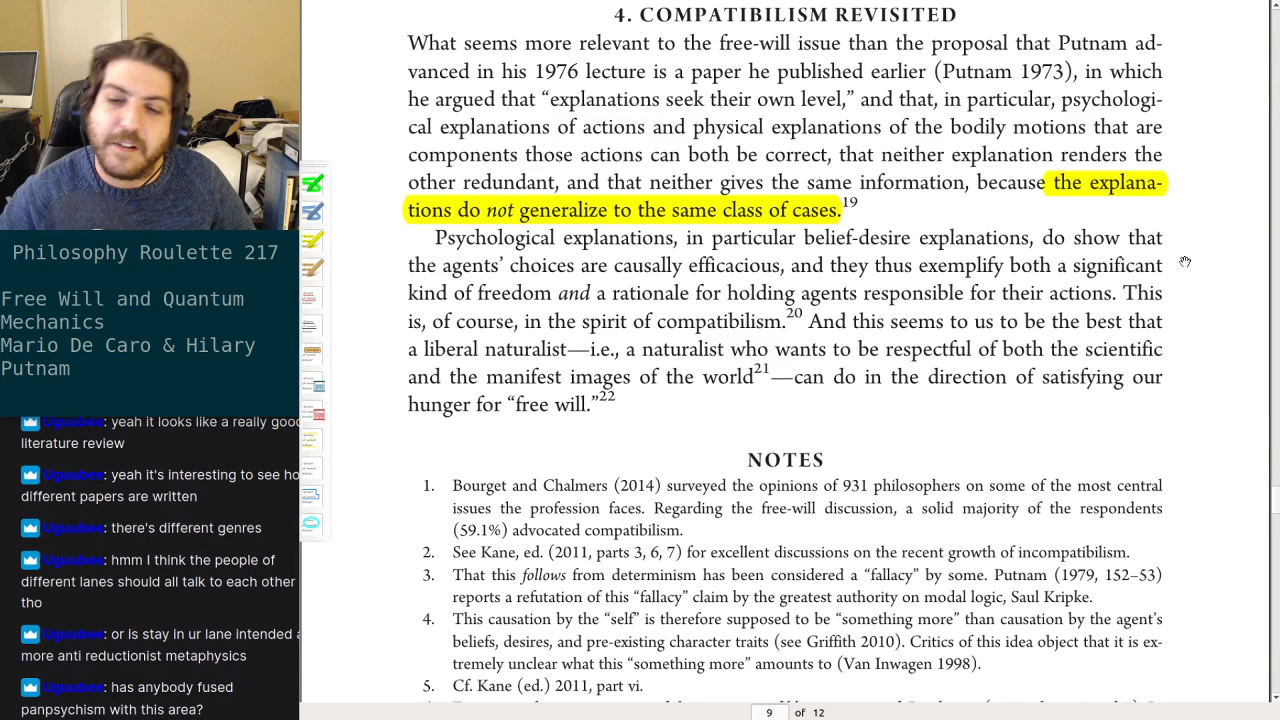 4. COMPATIBILISM REVISITED
What seems more relevant to the free-will issue than the proposal that Putnam ad-
vanced in his 1976 lecture is a paper he published earlier (Putnam 1973), in which
he argued that “explanations seek their own level,” and that, in particular, psychologi-
cal explanations of actions and physical explanations of the bodily motions that are
components those actions can both be correct, that neither explanation renders the
other redundant, and that neither gives the same information, because the explana-
tions do not generalize to the same class of cases.19
Psychological explanations, in particular belief-desire explanations, do show that
the agents’ choices are causally efficacious, and they thus exemplify both a significant
kind of freedom and a rationale for holding agents responsible for their actions. This
is, of course, in the spirit of compatibilism.20 And this seems to us to be the best that
a liberal naturalist—i.e., a naturalist who wants to be respectful of both the scientific
and the manifest images of the world21—can do in the direction of satisfying our
hunger for “free will.”22
NOTES
1. Bourget and Chalmers (2014) surveyed the opinions of 931 philosophers on some of the most central
issues the profession faces. Regarding the free-will discussion, a solid majority of the respondents
(59.1%) advocate compatibism.
2. See Kane, ed. (2011, parts 3, 6, 7) for excellent discussions on the recent growth of incompatibilism.
3. That this follows from determinism has been considered a “fallacy” by some. Putnam (1979, 152–53)
reports a refutation of this “fallacy” claim by the greatest authority on modal logic, Saul Kripke.
4. This causation by the “self” is therefore supposed to be “something more” than causation by the agent’s
beliefs, desires, and pre-existing character traits (see Griffith 2010). Critics of this idea object that it is ex-
tremely unclear what this “something more” amounts to (Van Inwagen 1998).
5. Cf. Kane (ed.) 2011, part vi.
9 of 12
Philosophy Roulette 217
Free Will and Quantum
Mechanics
Mario De Caro & Hilary
Putnam
Uguubee: yeah it looks like a really good
literature review
Uguubee: yeah it's interesting to see ho
different papers are written
Uguubee: there's different genres
Uguubee: hmm I think the people of
different lanes should all talk to each other
tho
Uguubee: or is stay in ur lane intended a
more anti reductionist metaphysics
Uguubee: has anybody fused
panpsychism with this area?